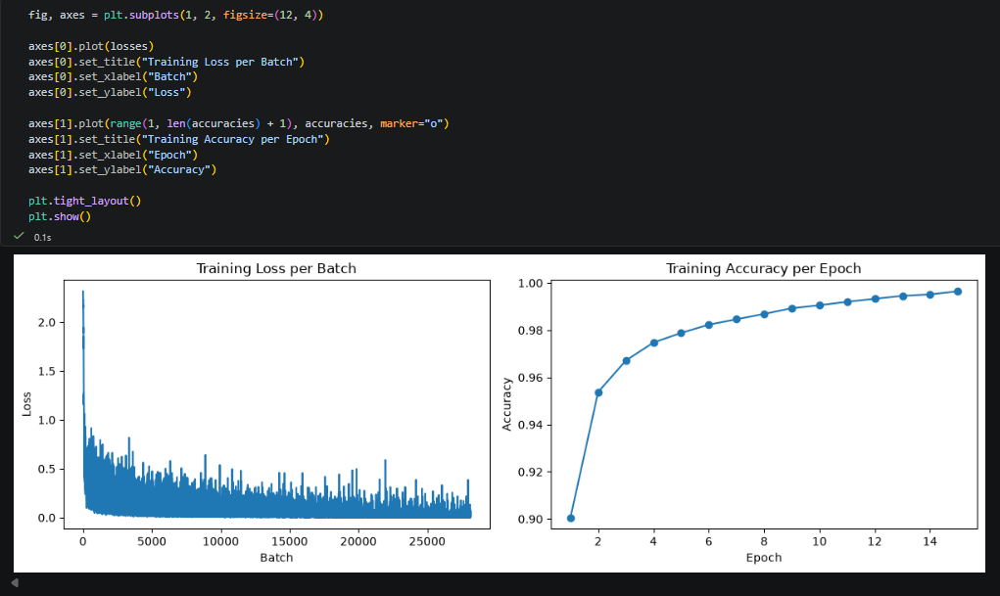 fig, axes = plt.subplots(1, 2, figsize=(12, 4))
axes[0].plot(losses)
axes[0].set_title("Training Loss per Batch")
axes[0].set_xlabel("Batch")
axes[0].set_ylabel("Loss")
axes[1].plot(range(1, len(accuracies) + 1), accuracies, marker="o")
axes[1].set_title("Training Accuracy per Epoch")
axes[1].set_xlabel("Epoch")
axes[1].set_ylabel("Accuracy")
plt.tight_layout()
plt.show()
0.1s
Training Loss per Batch
2.0
1.5
1.0
0.5
0.0
Loss
0 5000 10000 15000 20000 25000
Batch
Training Accuracy per Epoch
1.00
0.98
0.96
0.94
0.92
0.90
Accuracy
2 4 6 8 10 12 14
Epoch